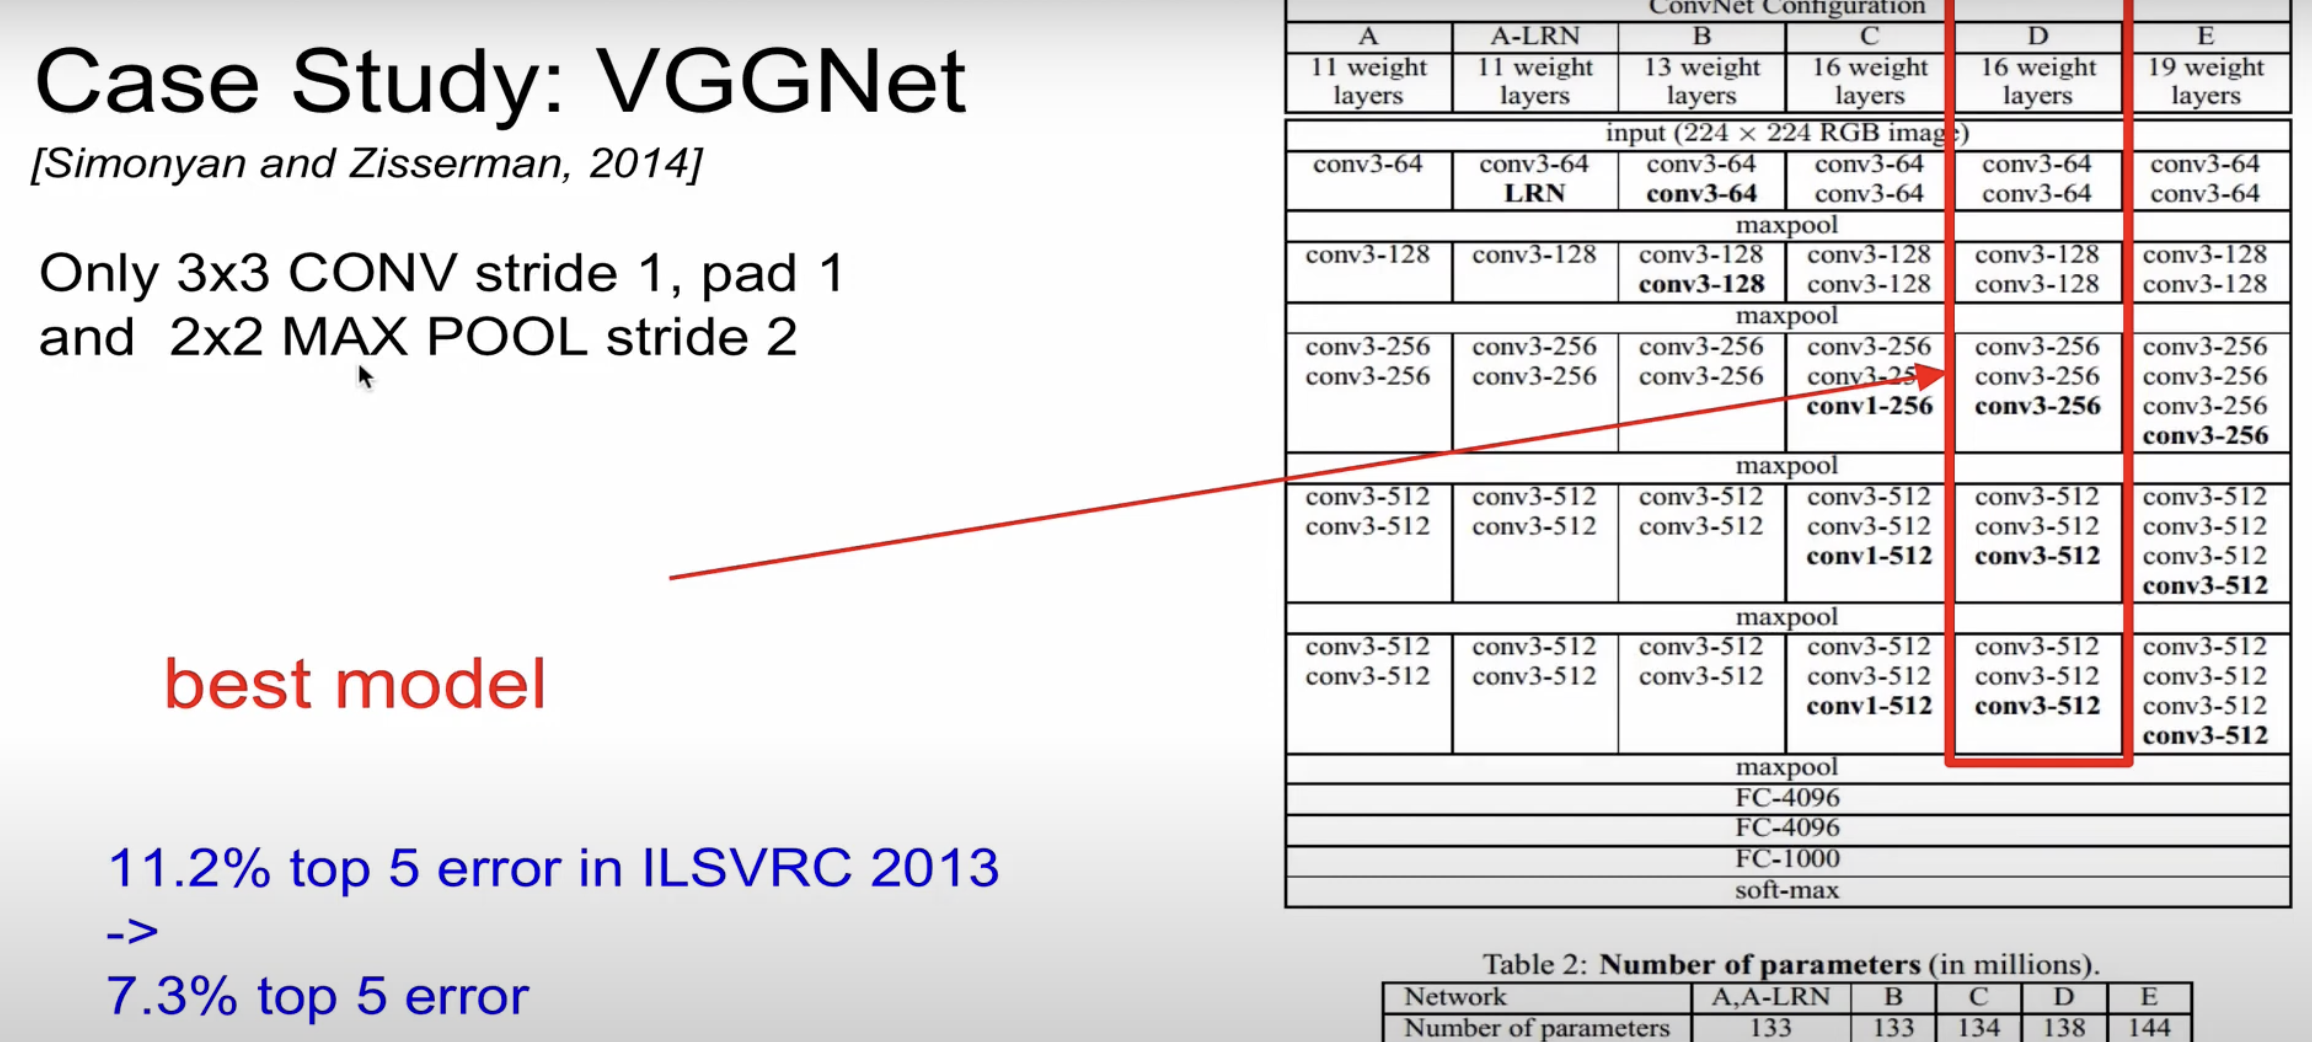 Case Study: VGGNet
[Simonyan and Zisserman, 2014]
Only 3x3 CONV stride 1, pad 1
and 2x2 MAX POOL stride 2
best model
11.2% top 5 error in ILSVRC 2013
->
7.3% top 5 error
ConvNet Configuration
A A-LRN B C D E
11 weight 11 weight 13 weight 16 weight 16 weight 19 weight
layers layers layers layers layers layers
input (224 × 224 RGB image)
conv3-64 conv3-64 conv3-64 conv3-64 conv3-64 conv3-64
LRN conv3-64 conv3-64 conv3-64 conv3-64
maxpool
conv3-128 conv3-128 conv3-128 conv3-128 conv3-128 conv3-128
conv3-128 conv3-128 conv3-128 conv3-128
maxpool
conv3-256 conv3-256 conv3-256 conv3-256 conv3-256 conv3-256
conv3-256 conv3-256 conv3-256 conv3-256 conv3-256 conv3-256
conv1-256 conv3-256 conv3-256
conv3-256
maxpool
conv3-512 conv3-512 conv3-512 conv3-512 conv3-512 conv3-512
conv3-512 conv3-512 conv3-512 conv3-512 conv3-512 conv3-512
conv1-512 conv3-512 conv3-512
conv3-512
maxpool
conv3-512 conv3-512 conv3-512 conv3-512 conv3-512 conv3-512
conv3-512 conv3-512 conv3-512 conv3-512 conv3-512 conv3-512
conv1-512 conv3-512 conv3-512
conv3-512
maxpool
FC-4096
FC-4096
FC-1000
soft-max
Table 2: Number of parameters (in millions).
Network A,A-LRN B C D E
Number of parameters 133 133 134 138 144